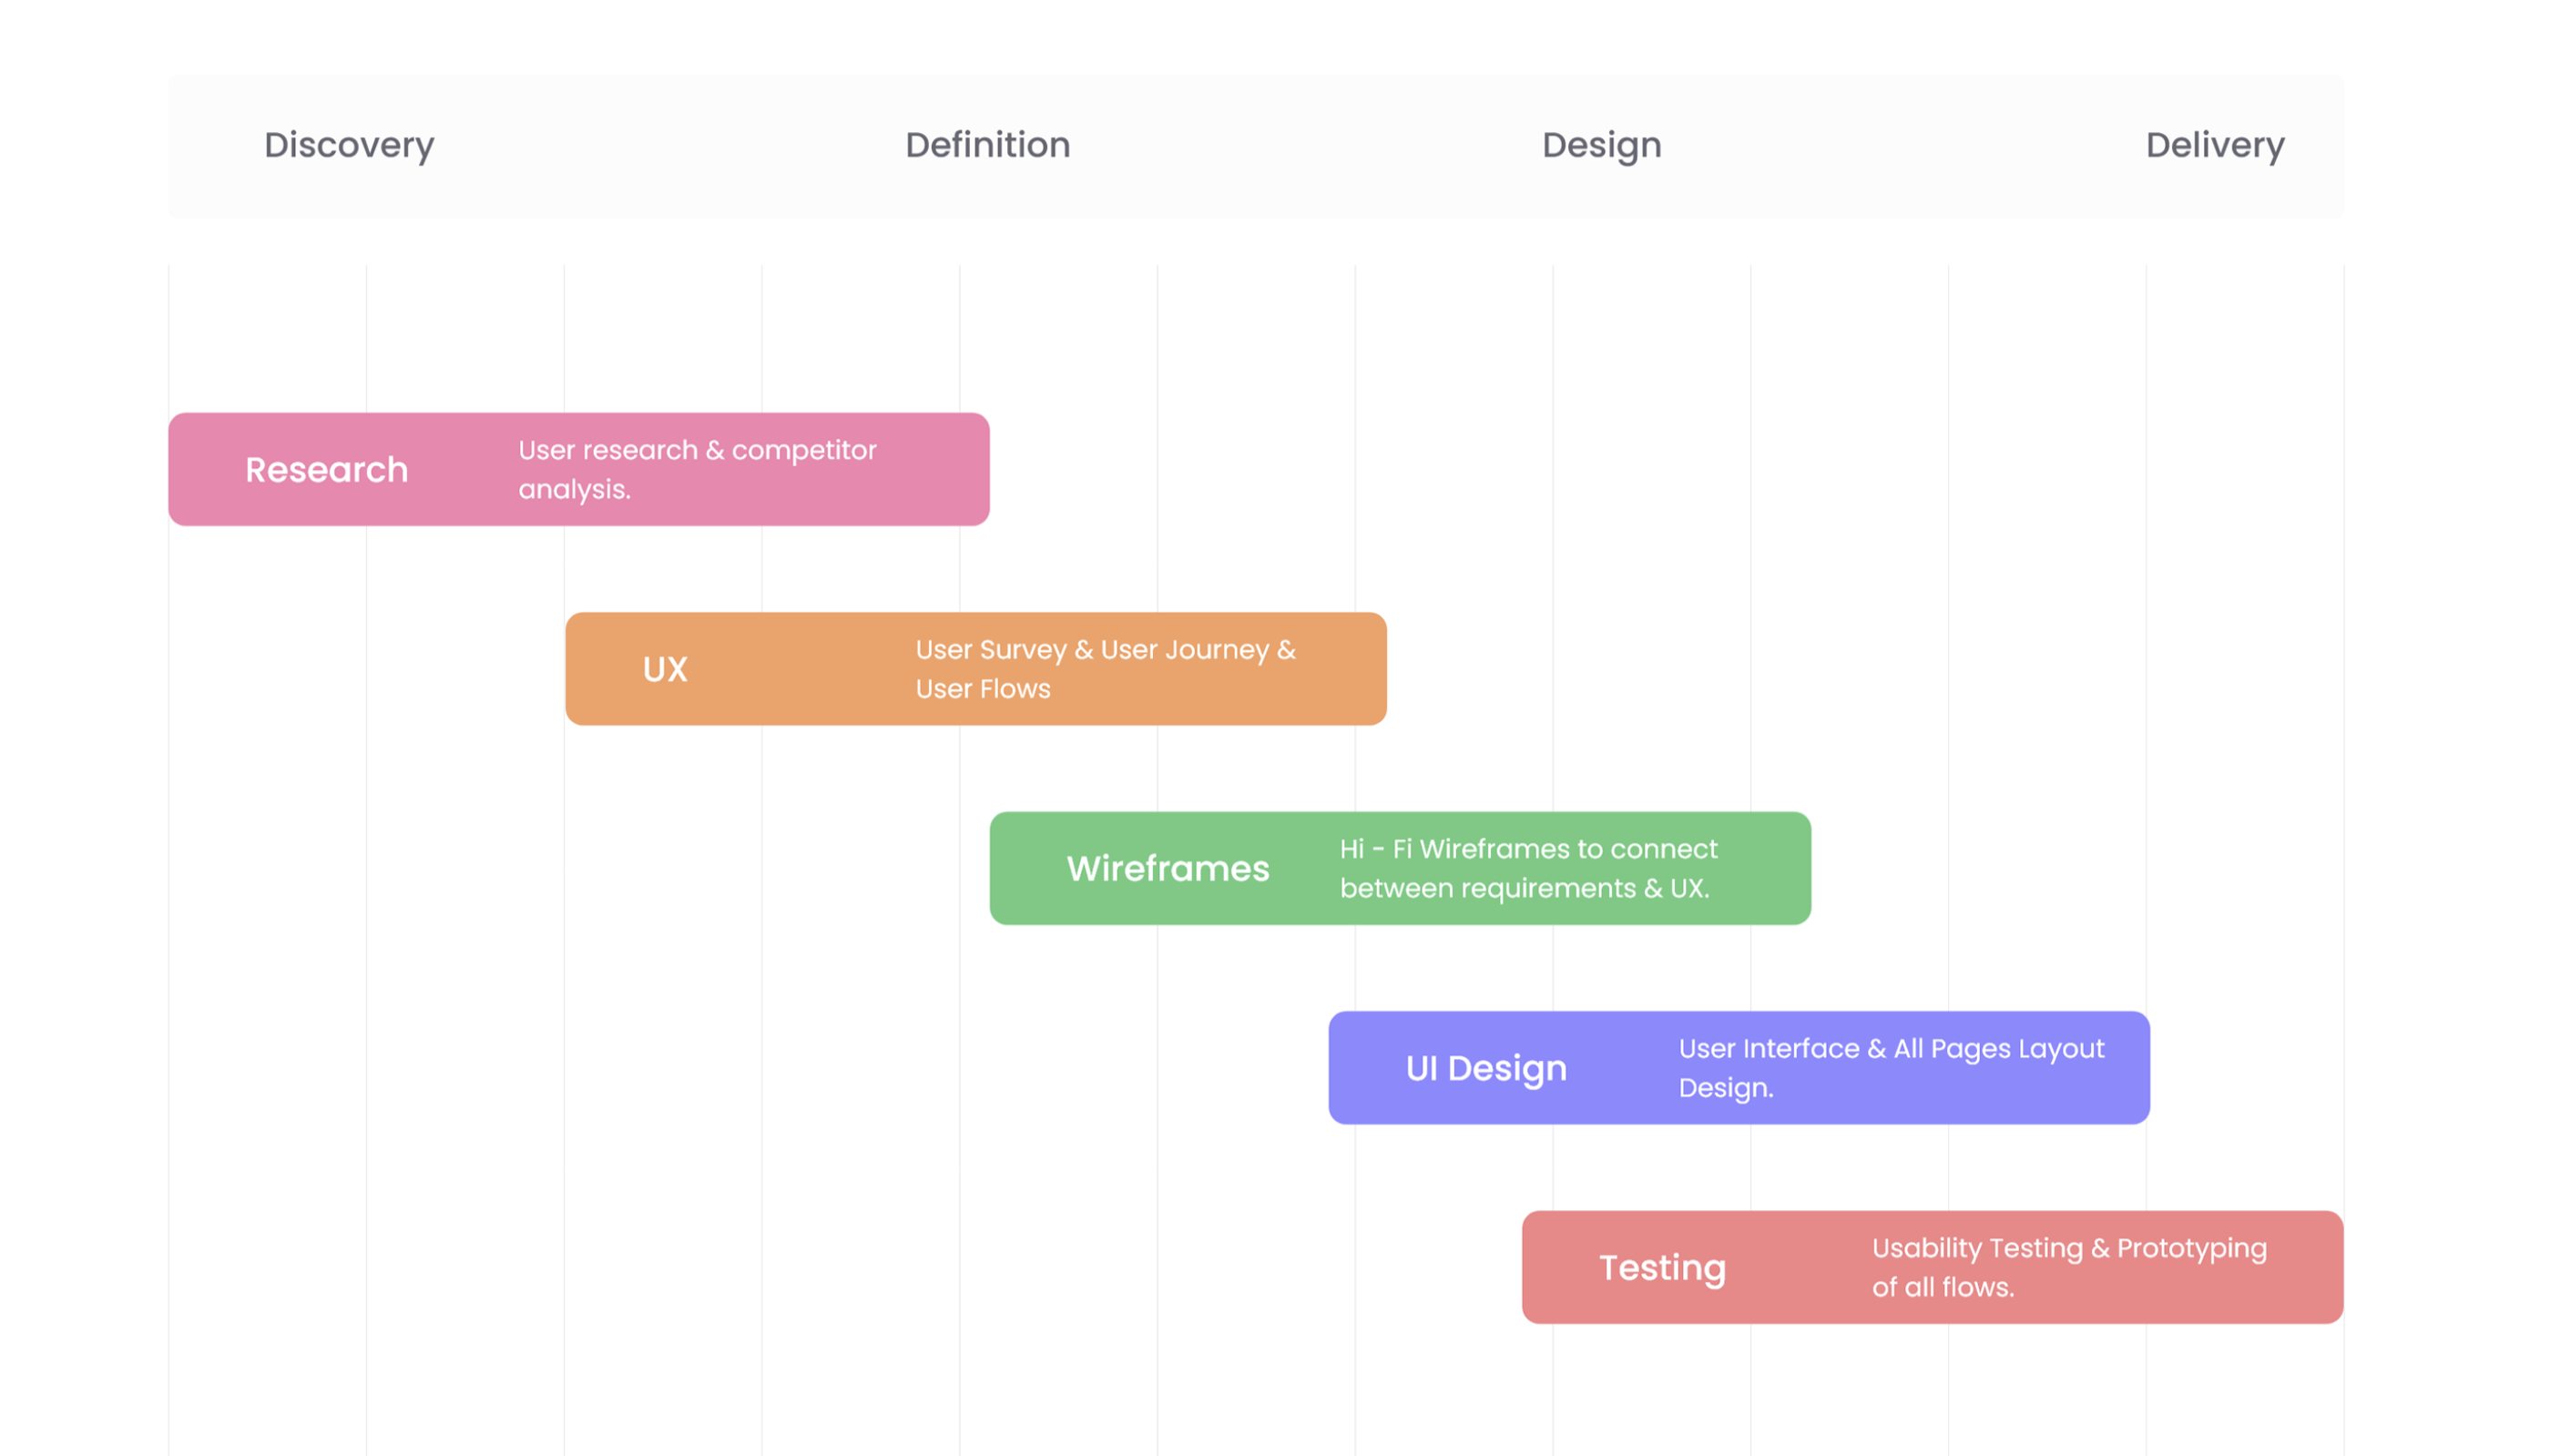 Discovery
Definition
Design
Delivery
Research
User research & competitor
analysis.
UX
User Survey & User Journey &
User Flows
Wireframes
Hi - Fi Wireframes to connect
between requirements & UX.
UI Design
User Interface & All Pages Layout
Design.
Testing
Usability Testing & Prototyping
of all flows.